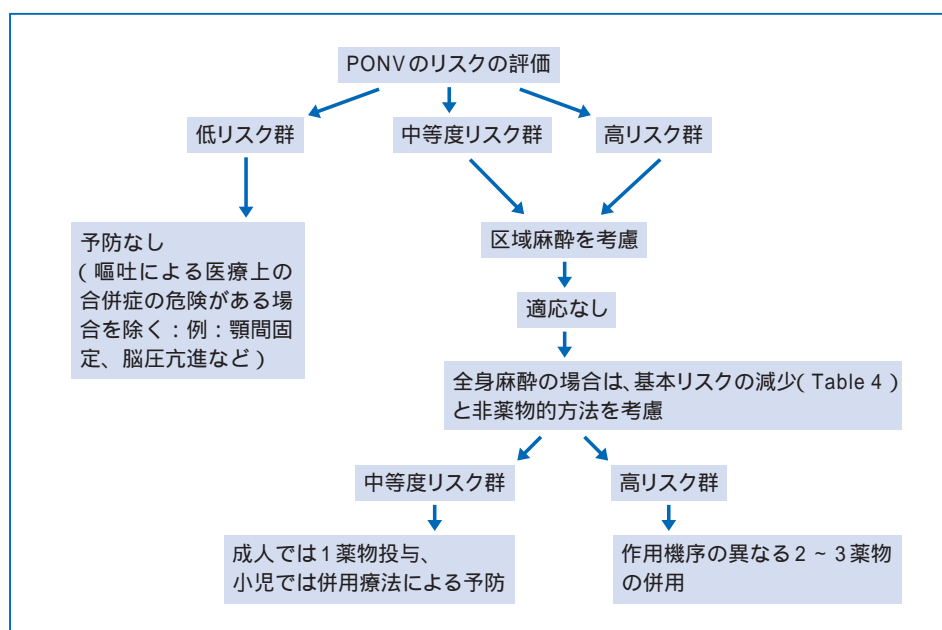 PONVのリスクの評価
低リスク群
中等度リスク群
高リスク群
予防なし
(嘔吐による医療上の
合併症の危険がある場
合を除く:例:顎間固
定、脳圧亢進など)
区域麻酔を考慮
適応なし
全身麻酔の場合は、基本リスクの減少(Table 4)
と非薬物的方法を考慮
中等度リスク群
高リスク群
成人では1薬物投与、
小児では併用療法による予防
作用機序の異なる2~3薬物
の併用